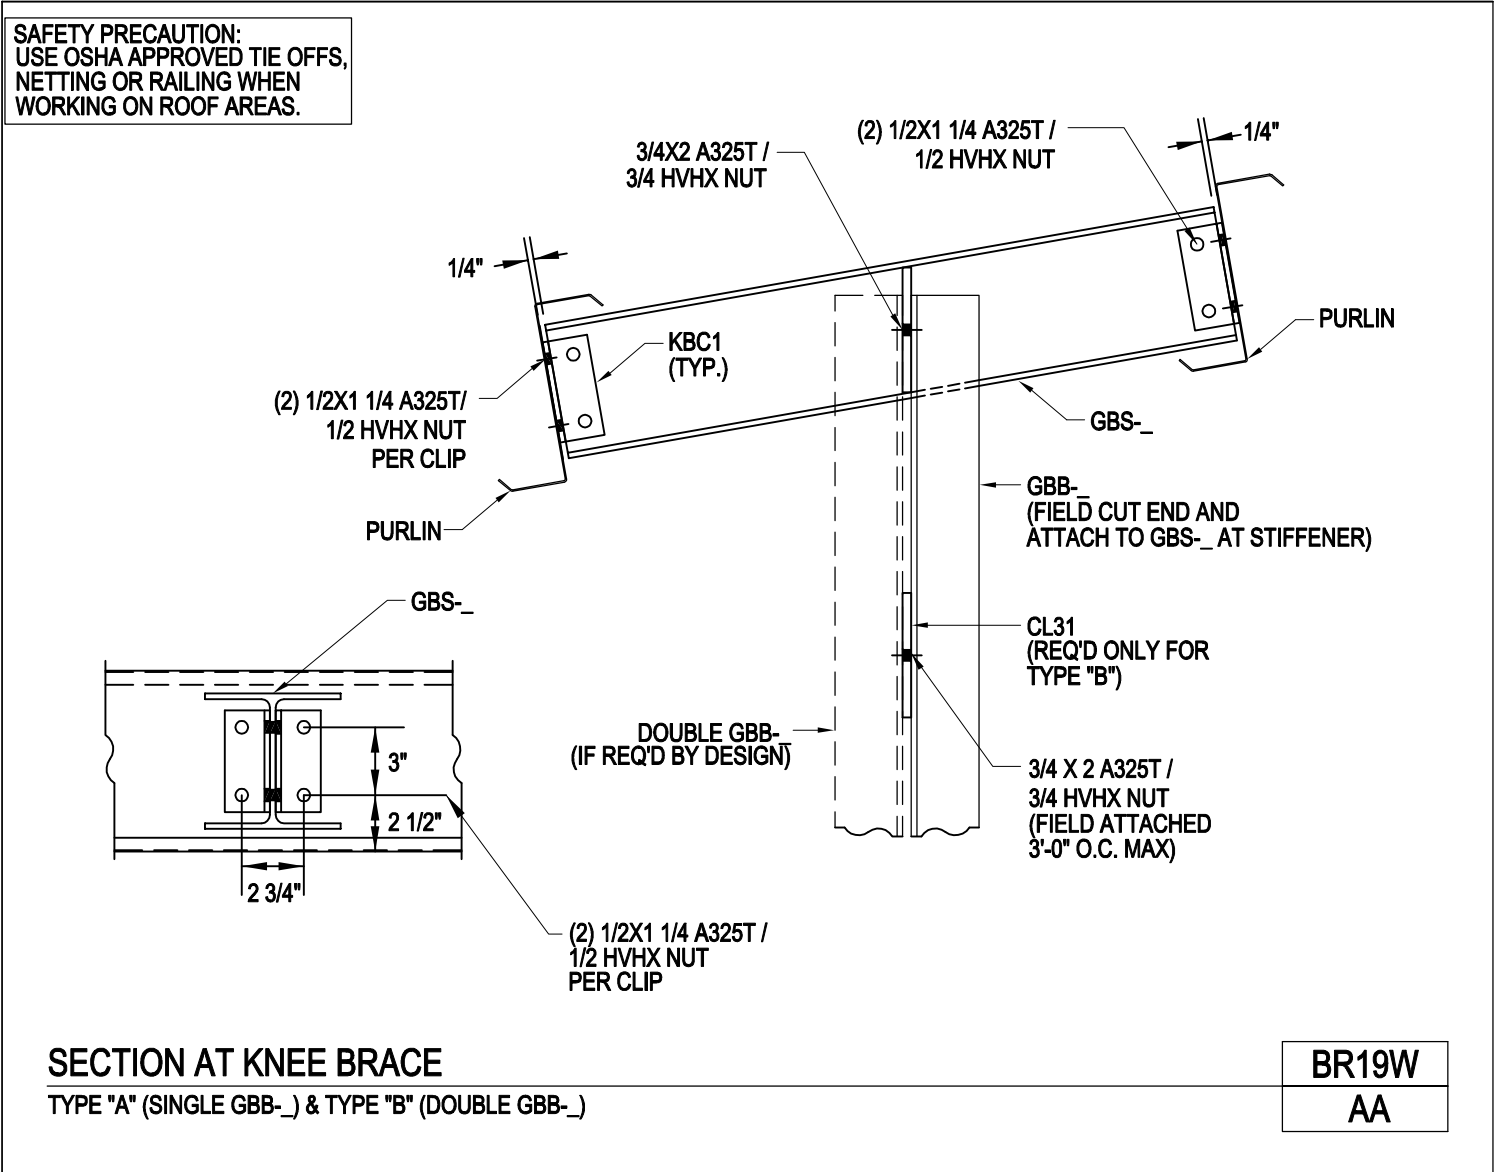 SAFETY PRECAUTION:
USE OSHA APPROVED TIE OFFS,
NETTING OR RAILING WHEN
WORKING ON ROOF AREAS.
3/4X2 A325T /
3/4 HVHX NUT
(2) 1/2X1 1/4 A325T /
1/2 HVHX NUT
1/4"
1/4"
KBC1
(TYP.)
PURLIN
(2) 1/2X1 1/4 A325T/
1/2 HVHX NUT
PER CLIP
GBS-_
PURLIN
GBB-_
(FIELD CUT END AND
ATTACH TO GBS-_ AT STIFFENER)
GBS-_
CL31
(REQ'D ONLY FOR
TYPE "B")
DOUBLE GBB-_
(IF REQ'D BY DESIGN)
3"
2 1/2"
2 3/4"
3/4 X 2 A325T /
3/4 HVHX NUT
(FIELD ATTACHED
3'-0" O.C. MAX)
(2) 1/2X1 1/4 A325T /
1/2 HVHX NUT
PER CLIP
SECTION AT KNEE BRACE
TYPE "A" (SINGLE GBB-_) & TYPE "B" (DOUBLE GBB-_)
BR19W
AA